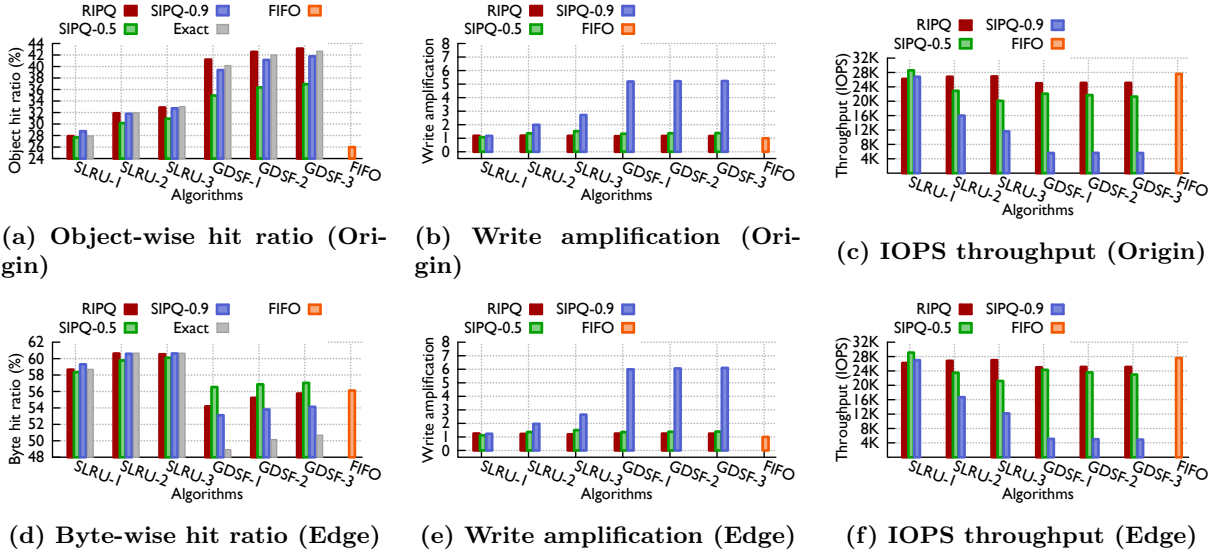 RIPQ SIPQ-0.9 FIFO
SIPQ-0.5 Exact
Object hit ratio (%)
44
42
40
38
36
34
32
30
28
26
24
SLRU-1 SLRU-2 SLRU-3 GDSF-1 GDSF-2 GDSF-3 FIFO
Algorithms
(a) Object-wise hit ratio (Ori-
gin)
RIPQ SIPQ-0.9
SIPQ-0.5 FIFO
Write amplification
8
7
6
5
4
3
2
1
0
SLRU-1 SLRU-2 SLRU-3 GDSF-1 GDSF-2 GDSF-3 FIFO
Algorithms
(b) Write amplification (Ori-
gin)
RIPQ SIPQ-0.9
SIPQ-0.5 FIFO
Throughput (IOPS)
32K
28K
24K
20K
16K
12K
8K
4K
SLRU-1 SLRU-2 SLRU-3 GDSF-1 GDSF-2 GDSF-3 FIFO
Algorithms
(c) IOPS throughput (Origin)
RIPQ SIPQ-0.9 FIFO
SIPQ-0.5 Exact
Byte hit ratio (%)
62
60
58
56
54
52
50
48
SLRU-1 SLRU-2 SLRU-3 GDSF-1 GDSF-2 GDSF-3 FIFO
Algorithms
(d) Byte-wise hit ratio (Edge)
RIPQ SIPQ-0.9
SIPQ-0.5 FIFO
Write amplification
8
7
6
5
4
3
2
1
0
SLRU-1 SLRU-2 SLRU-3 GDSF-1 GDSF-2 GDSF-3 FIFO
Algorithms
(e) Write amplification (Edge)
RIPQ SIPQ-0.9
SIPQ-0.5 FIFO
Throughput (IOPS)
32K
28K
24K
20K
16K
12K
8K
4K
SLRU-1 SLRU-2 SLRU-3 GDSF-1 GDSF-2 GDSF-3 FIFO
Algorithms
(f) IOPS throughput (Edge)